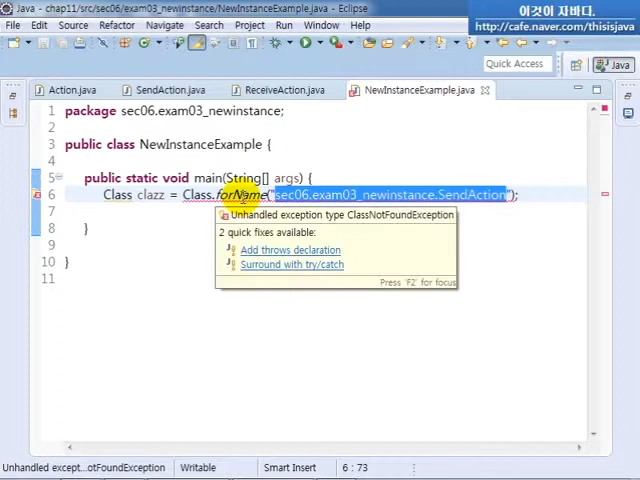 Java - chap11/src/sec06/exam03_newinstance/NewInstanceExample.java - Eclipse
이것이 자바다.
http://cafe.naver.com/thisisjava
File Edit Source Refactor Navigate Search Project Run Window Help
Quick Access
Java
Action.java SendAction.java ReceiveAction.java NewInstanceExample.java
1 package sec06.exam03_newinstance;
2
3 public class NewInstanceExample {
4
5 public static void main(String[] args) {
6 Class clazz = Class.forName("sec06.exam03_newinstance.SendAction");
7
8 }
9
10 }
11
Unhandled exception type ClassNotFoundException
2 quick fixes available:
Add throws declaration
Surround with try/catch
Press 'F2' for focus
Unhandled except...otFoundException Writable Smart Insert 6 : 73